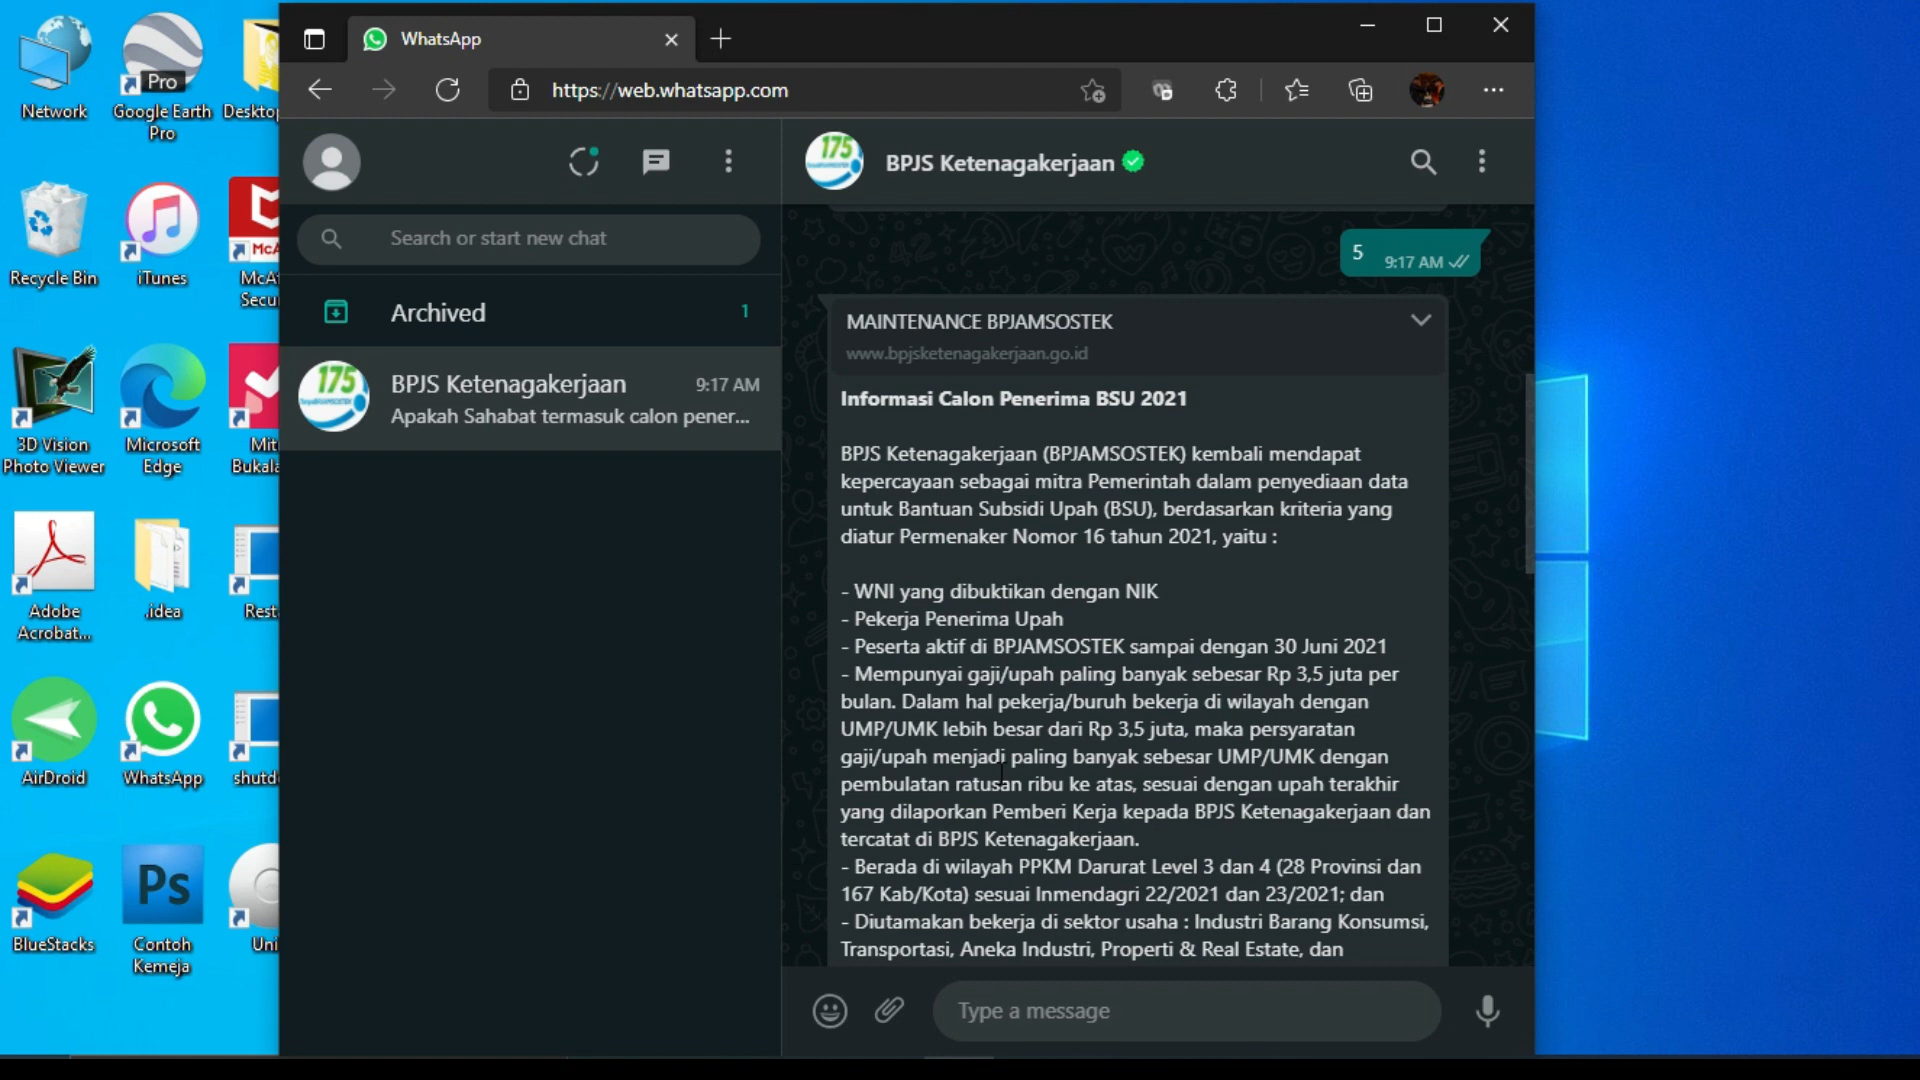 Network
Google Earth
Pro
Pro
Recycle Bin
iTunes
3D Vision
Photo Viewer
Microsoft
Edge
Adobe
Acrobat...
.idea
AirDroid
WhatsApp
BlueStacks
Ps
Contoh
Kemeja
WhatsApp
https://web.whatsapp.com
Search or start new chat
Archived
1
175
BPJS Ketenagakerjaan
9:17 AM
Apakah Sahabat termasuk calon pener...
175
BPJS Ketenagakerjaan
5
9:17 AM
MAINTENANCE BPJAMSOSTEK
www.bpjsketenagakerjaan.go.id
Informasi Calon Penerima BSU 2021
BPJS Ketenagakerjaan (BPJAMSOSTEK) kembali mendapat
kepercayaan sebagai mitra Pemerintah dalam penyediaan data
untuk Bantuan Subsidi Upah (BSU), berdasarkan kriteria yang
diatur Permenaker Nomor 16 tahun 2021, yaitu :
- WNI yang dibuktikan dengan NIK
- Pekerja Penerima Upah
- Peserta aktif di BPJAMSOSTEK sampai dengan 30 Juni 2021
- Mempunyai gaji/upah paling banyak sebesar Rp 3,5 juta per
bulan. Dalam hal pekerja/buruh bekerja di wilayah dengan
UMP/UMK lebih besar dari Rp 3,5 juta, maka persyaratan
gaji/upah menjadi paling banyak sebesar UMP/UMK dengan
pembulatan ratusan ribu ke atas, sesuai dengan upah terakhir
yang dilaporkan Pemberi Kerja kepada BPJS Ketenagakerjaan dan
tercatat di BPJS Ketenagakerjaan.
- Berada di wilayah PPKM Darurat Level 3 dan 4 (28 Provinsi dan
167 Kab/Kota) sesuai Inmendagri 22/2021 dan 23/2021; dan
- Diutamakan bekerja di sektor usaha : Industri Barang Konsumsi,
Transportasi, Aneka Industri, Properti & Real Estate, dan
Type a message